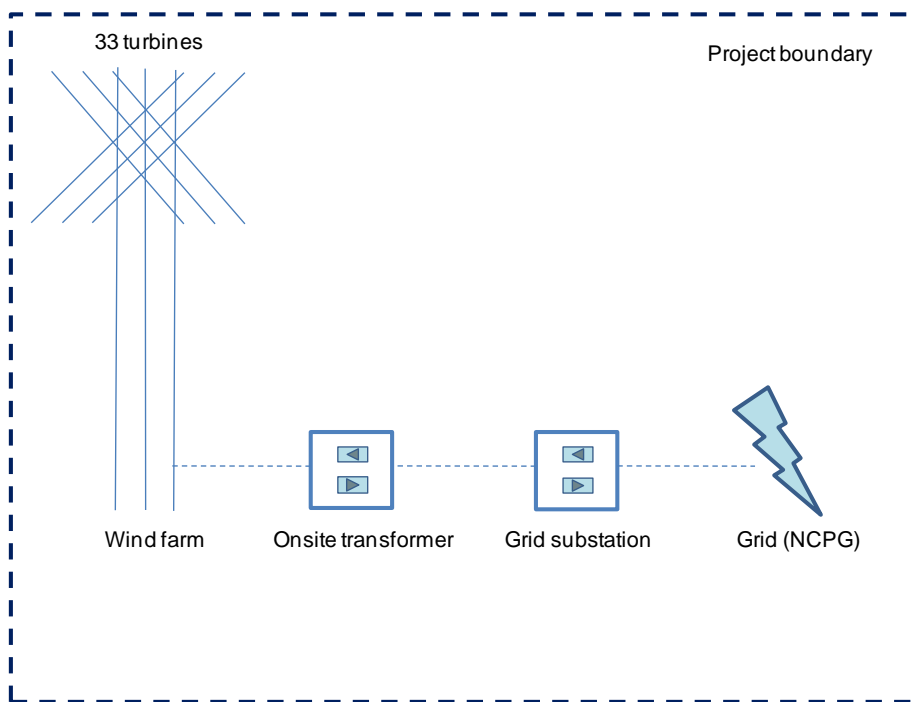 33 turbines
Project boundary
Wind farm
Onsite transformer
Grid substation
Grid (NCPG)